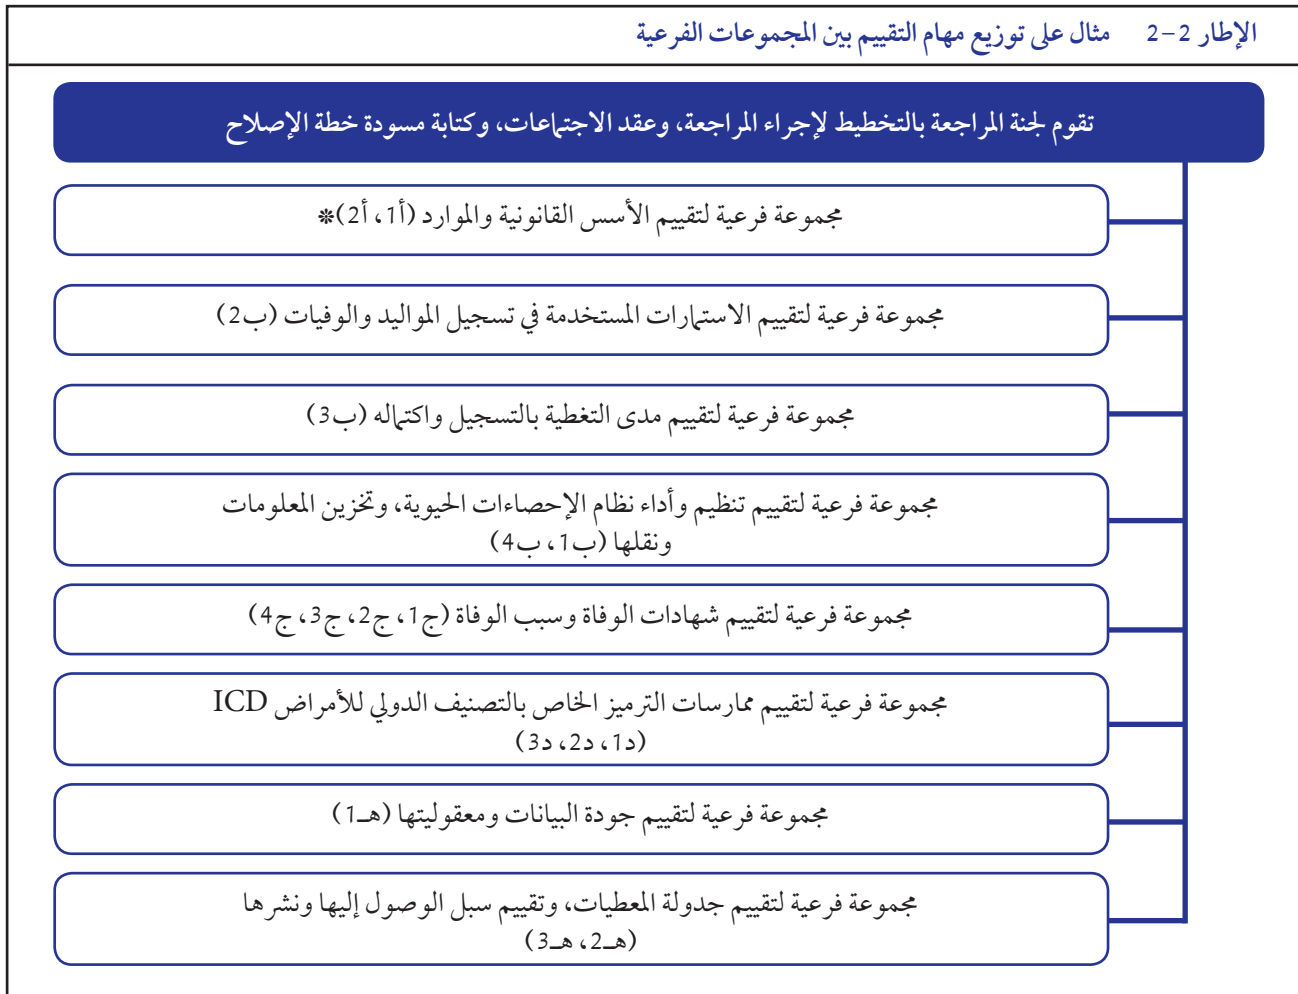 الإطار 2-2 مثال على توزيع مهام التقييم بين المجموعات الفرعية
تقوم لجنة المراجعة بالتخطيط لإجراء المراجعة، وعقد الاجتماعات، وكتابة مسودة خطة الإصلاح
مجموعة فرعية لتقييم الأسس القانونية والموارد (أ1، أ2)*
مجموعة فرعية لتقييم الاستمارات المستخدمة في تسجيل المواليد والوفيات (ب2)
مجموعة فرعية لتقييم مدى التغطية بالتسجيل واكتماله (ب3)
مجموعة فرعية لتقييم تنظيم وأداء نظام الإحصاءات الحيوية، وتخزين المعلومات
ونقلها (ب1، ب4)
مجموعة فرعية لتقييم شهادات الوفاة وسبب الوفاة (ج1، ج2، ج3، ج4)
مجموعة فرعية لتقييم ممارسات الترميز الخاص بالتصنيف الدولي للأمراض ICD
(د1، د2، د3)
مجموعة فرعية لتقييم جودة البيانات ومعقوليتها (هـ1)
مجموعة فرعية لتقييم جدولة المعطيات، وتقييم سبل الوصول إليها ونشرها
(هـ2، هـ3)